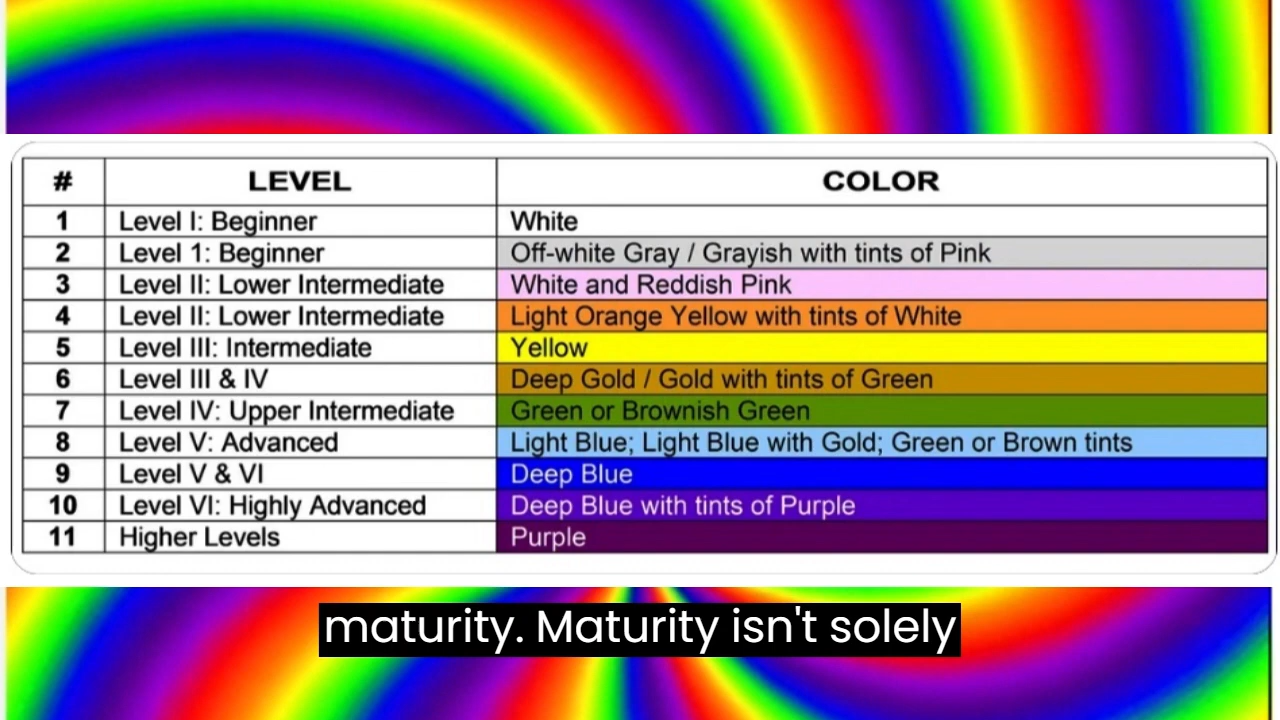 # LEVEL COLOR
1 Level I: Beginner White
2 Level 1: Beginner Off-white Gray / Grayish with tints of Pink
3 Level II: Lower Intermediate White and Reddish Pink
4 Level II: Lower Intermediate Light Orange Yellow with tints of White
5 Level III: Intermediate Yellow
6 Level III & IV Deep Gold / Gold with tints of Green
7 Level IV: Upper Intermediate Green or Brownish Green
8 Level V: Advanced Light Blue; Light Blue with Gold; Green or Brown tints
9 Level V & VI Deep Blue
10 Level VI: Highly Advanced Deep Blue with tints of Purple
11 Higher Levels Purple
maturity. Maturity isn't solely